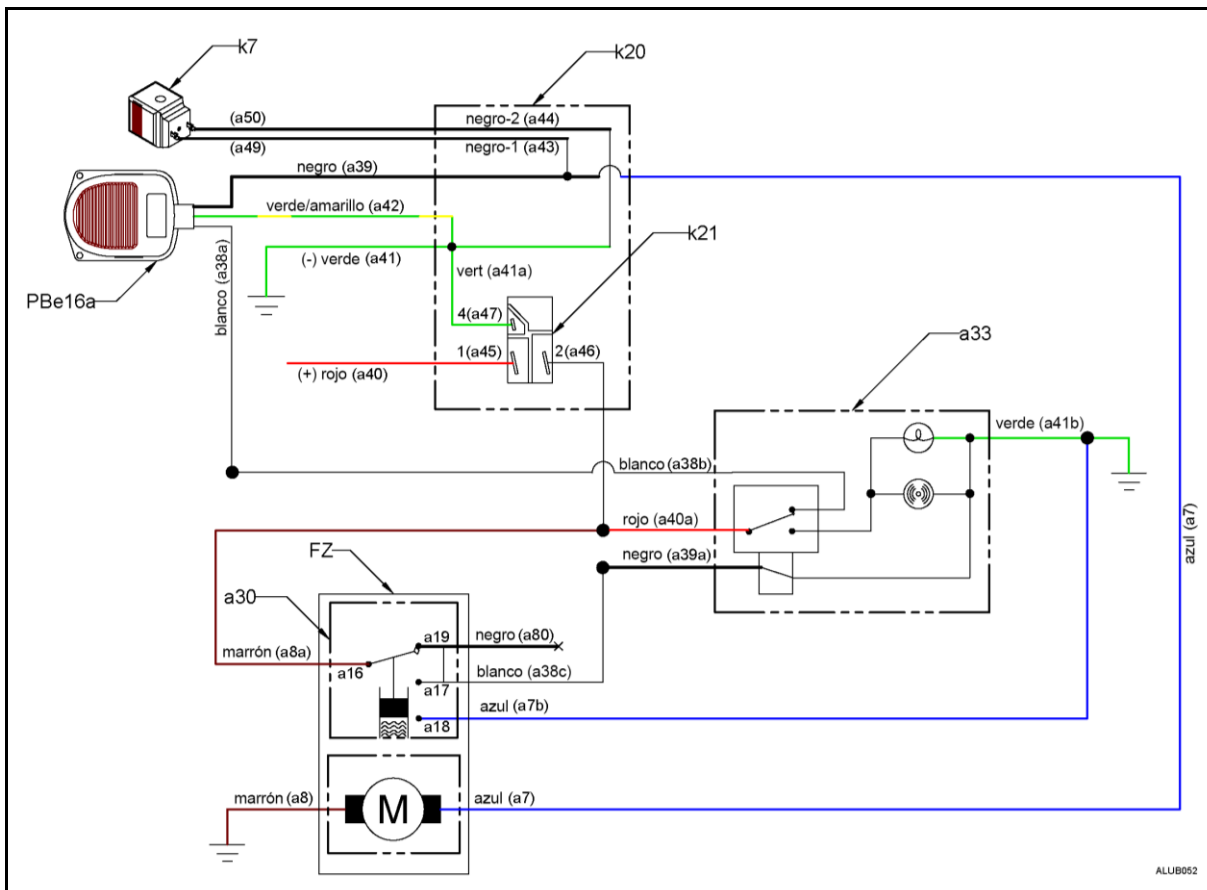 k7
k20
(a50)
negro-2 (a44)
(a49)
negro-1 (a43)
negro (a39)
verde/amarillo (a42)
k21
(-) verde (a41)
vert (a41a)
PBe16a
blanco (a38a)
4(a47)
1(a45)
2(a46)
(+) rojo (a40)
a33
verde (a41b)
blanco (a38b)
rojo (a40a)
azul (a7)
FZ
negro (a39a)
a30
a19
negro (a80)
marrón (a8a)
a16
blanco (a38c)
a17
azul (a7b)
a18
marrón (a8)
M
azul (a7)
ALUB052